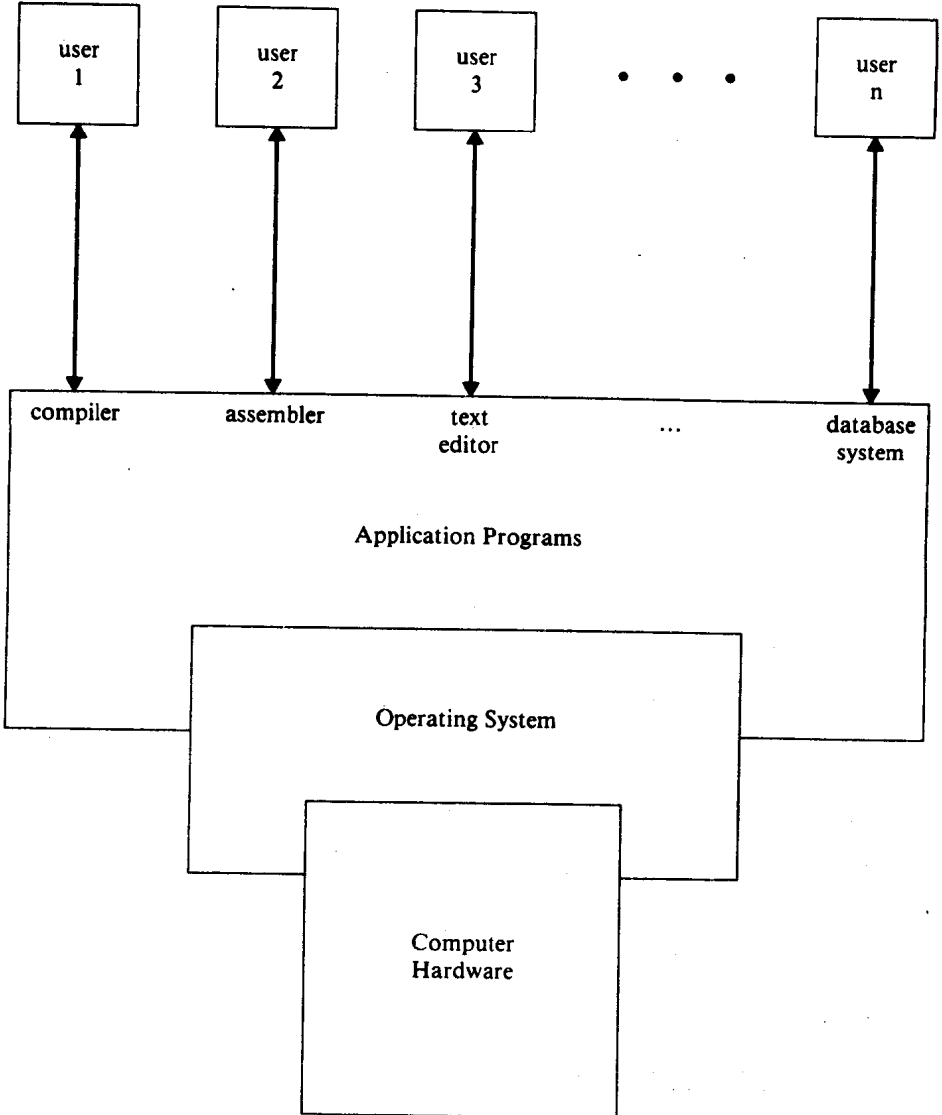 user
1
user
2
user
3
• • •
user
n
compiler
assembler
text
editor
...
database
system
Application Programs
Operating System
Computer
Hardware